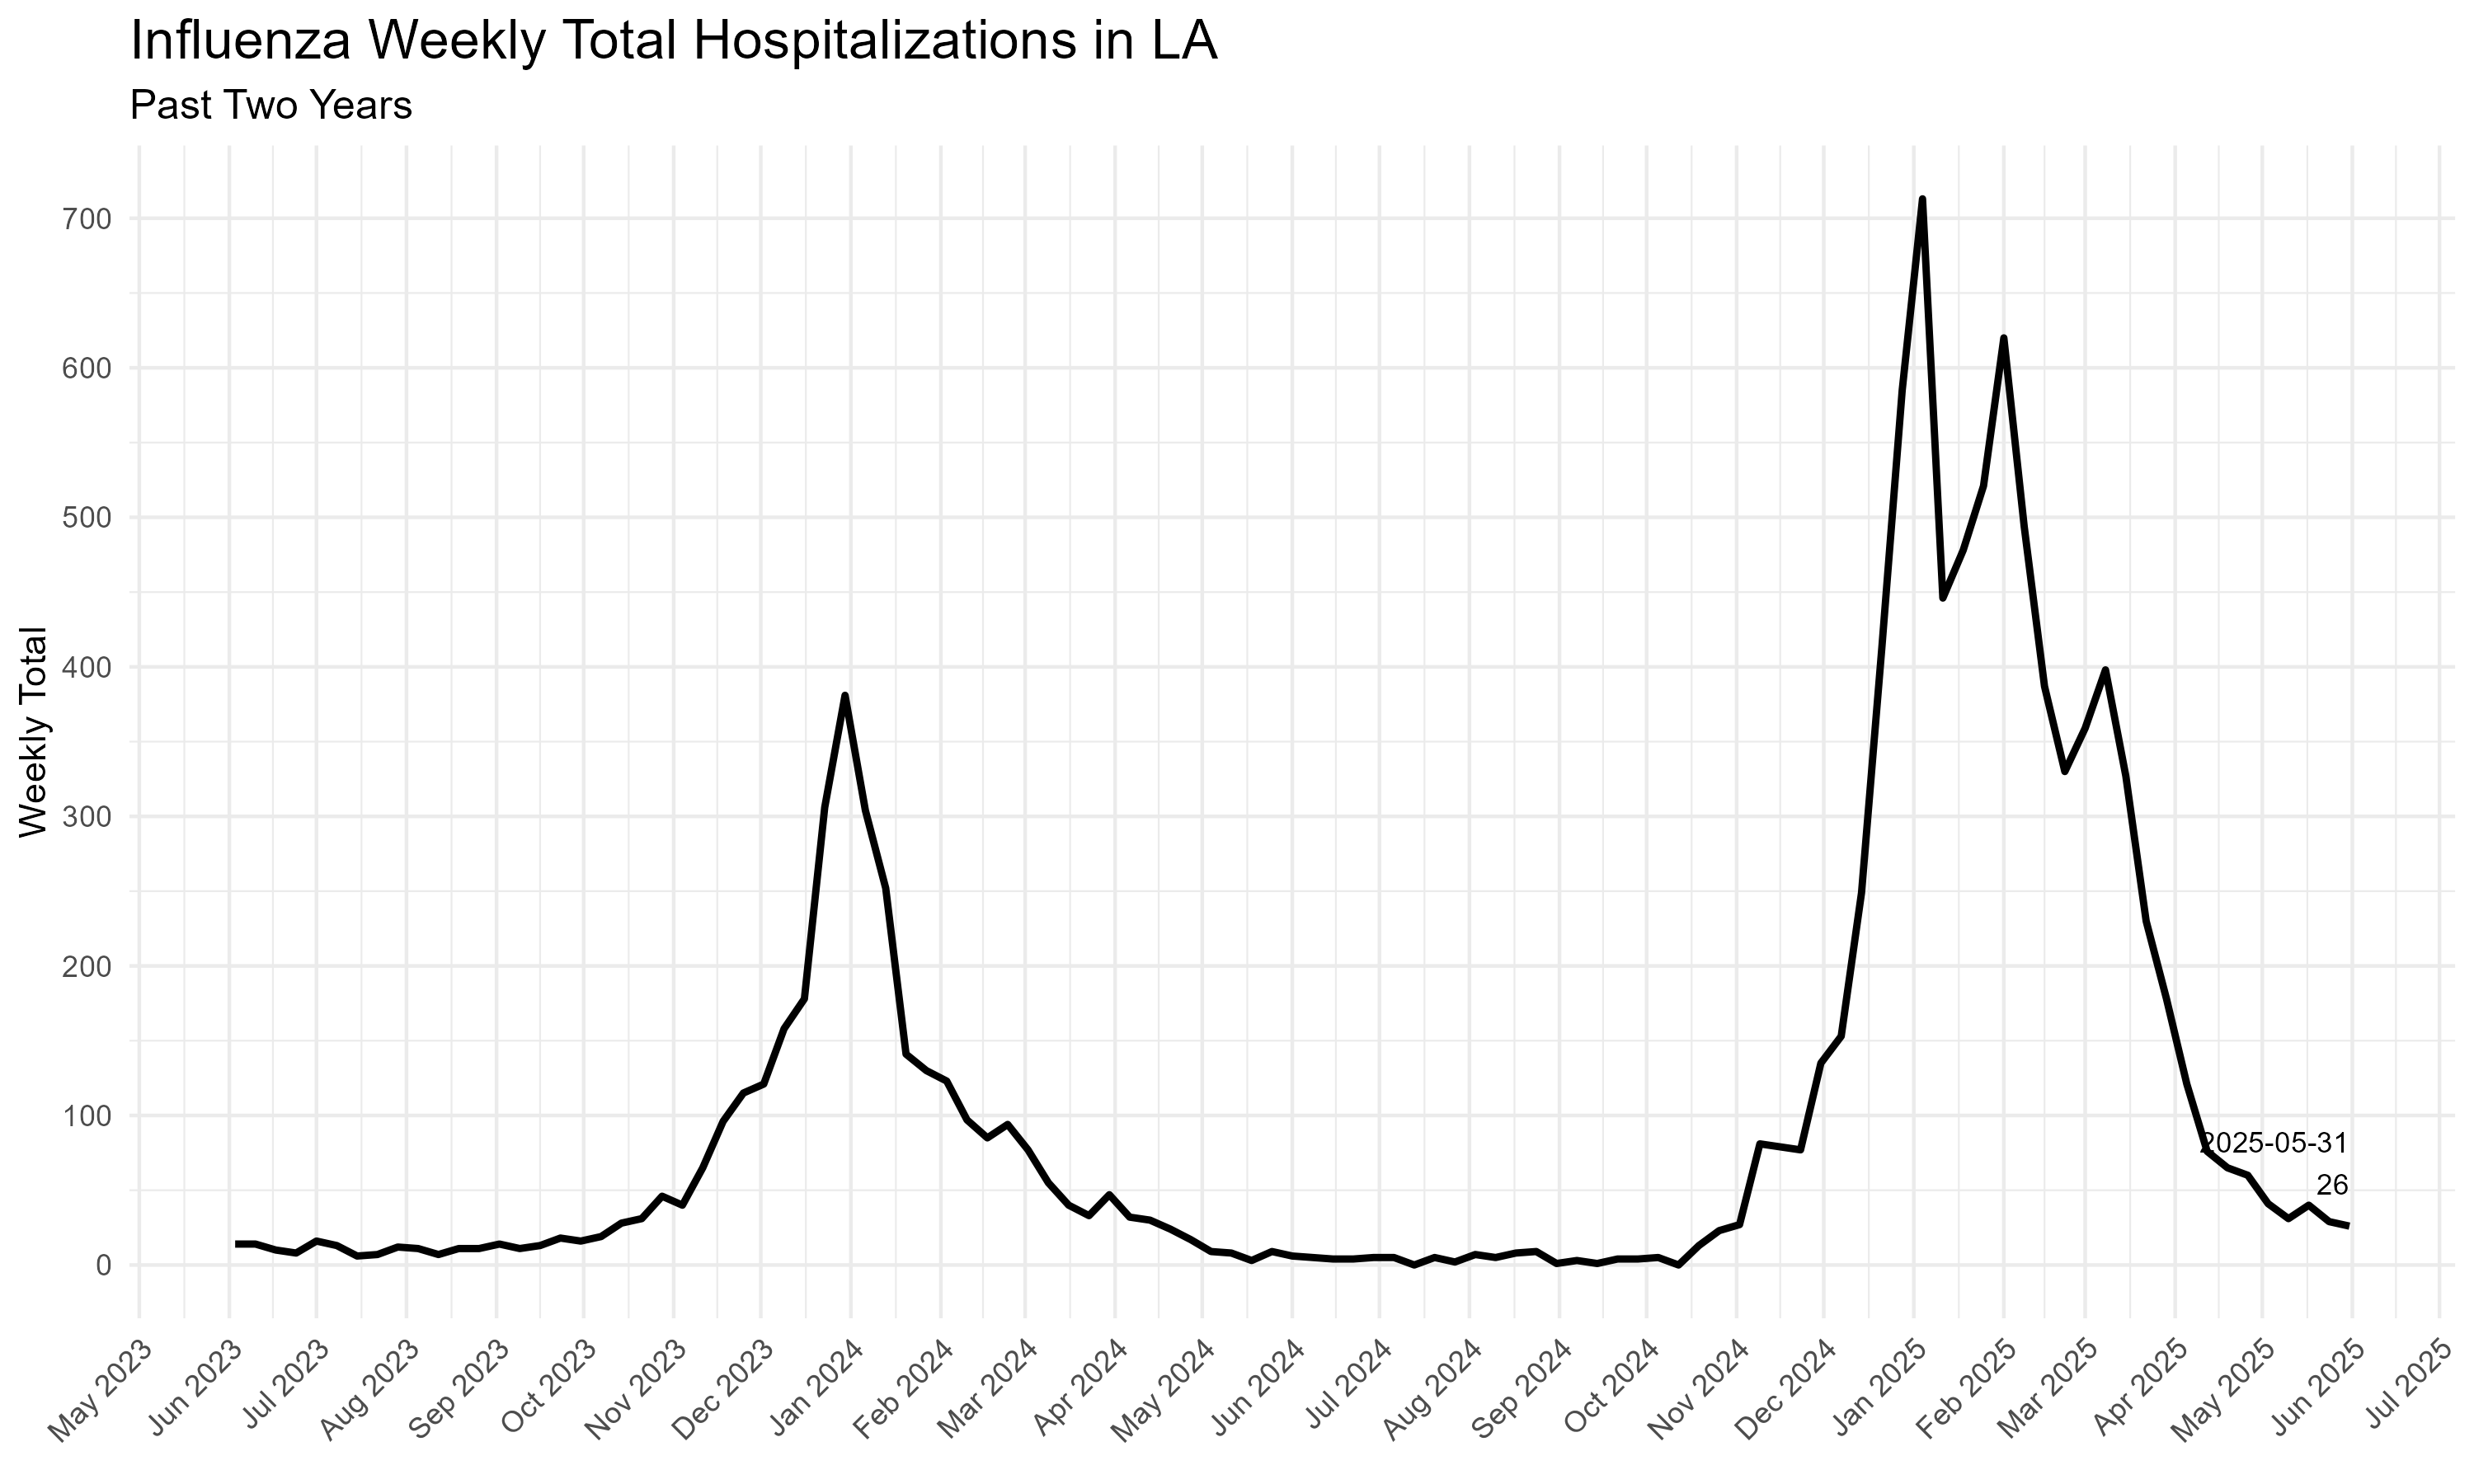 Influenza Weekly Total Hospitalizations in LA
Past Two Years
Weekly Total
700
600
500
400
300
200
100
0
2025-05-31
26
May 2023
Jun 2023
Jul 2023
Aug 2023
Sep 2023
Oct 2023
Nov 2023
Dec 2023
Jan 2024
Feb 2024
Mar 2024
Apr 2024
May 2024
Jun 2024
Jul 2024
Aug 2024
Sep 2024
Oct 2024
Nov 2024
Dec 2024
Jan 2025
Feb 2025
Mar 2025
Apr 2025
May 2025
Jun 2025
Jul 2025